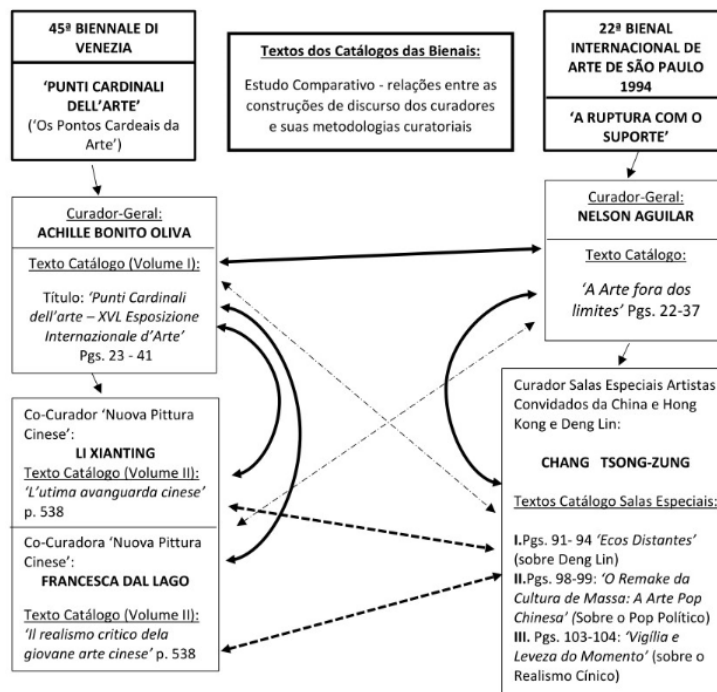 45ª BIENNALE DI
VENEZIA
'PUNTI CARDINALI
DELL'ARTE'
('Os Pontos Cardeais da
Arte')
Textos dos Catálogos das Bienais:
Estudo Comparativo - relações entre as
construções de discurso dos curadores
e suas metodologias curatoriais
22ª BIENAL
INTERNACIONAL DE
ARTE DE SÃO PAULO
1994
'A RUPTURA COM O
SUPORTE'
Curador-Geral:
ACHILLE BONITO OLIVA
Texto Catálogo (Volume I):
Título: 'Punti Cardinali
dell'arte – XVL Esposizione
Internazionale d'Arte'
Pgs. 23 - 41
Curador-Geral:
NELSON AGUILAR
Texto Catálogo:
'A Arte fora dos
limites' Pgs. 22-37
Co-Curador 'Nuova Pittura
Cinese':
LI XIANTING
Texto Catálogo (Volume II):
'L'utima avanguarda cinese'
p. 538
Co-Curadora 'Nuova Pittura
Cinese':
FRANCESCA DAL LAGO
Texto Catálogo (Volume II):
'Il realismo critico dela
giovane arte cinese' p. 538
Curador Salas Especiais Artistas
Convidados da China e Hong
Kong e Deng Lin:
CHANG TSONG-ZUNG
Textos Catálogo Salas Especiais:
I.Pgs. 91- 94 'Ecos Distantes'
(sobre Deng Lin)
II.Pgs. 98-99: 'O Remake da
Cultura de Massa: A Arte Pop
Chinesa' (Sobre o Pop Político)
III. Pgs. 103-104: 'Vigília e
Leveza do Momento' (sobre o
Realismo Cínico)